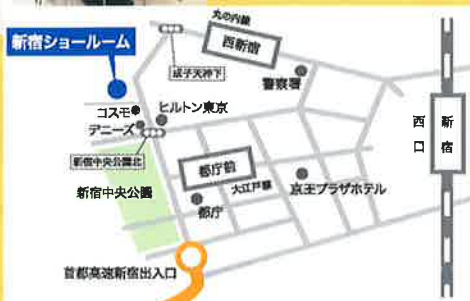 丸の内線
新宿ショールーム
西新宿
成子天神下
警察署
コスモ
ヒルトン東京
デニーズ
西口
新宿
新宿中央公園北
都庁前
新宿中央公園
大江戸線
京王プラザホテル
都庁
首都高速新宿出入口